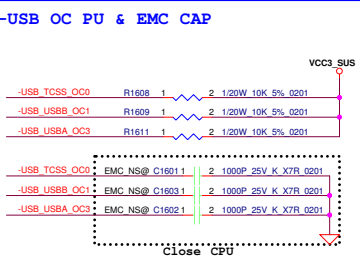 -USB OC PU & EMC CAP
VCC3_SUS
-USB_TCSS_OC0 R1608 1 2 1/20W_10K_5%_0201
-USB_USBB_OC1 R1609 1 2 1/20W_10K_5%_0201
-USB_USBA_OC3 R1611 1 2 1/20W_10K_5%_0201
-USB_TCSS_OC0 EMC_NS@ C1601 1 2 1000P_25V_K_X7R_0201
-USB_USBB_OC1 EMC_NS@ C1603 1 2 1000P_25V_K_X7R_0201
-USB_USBA_OC3 EMC_NS@ C1602 1 2 1000P_25V_K_X7R_0201
Close CPU